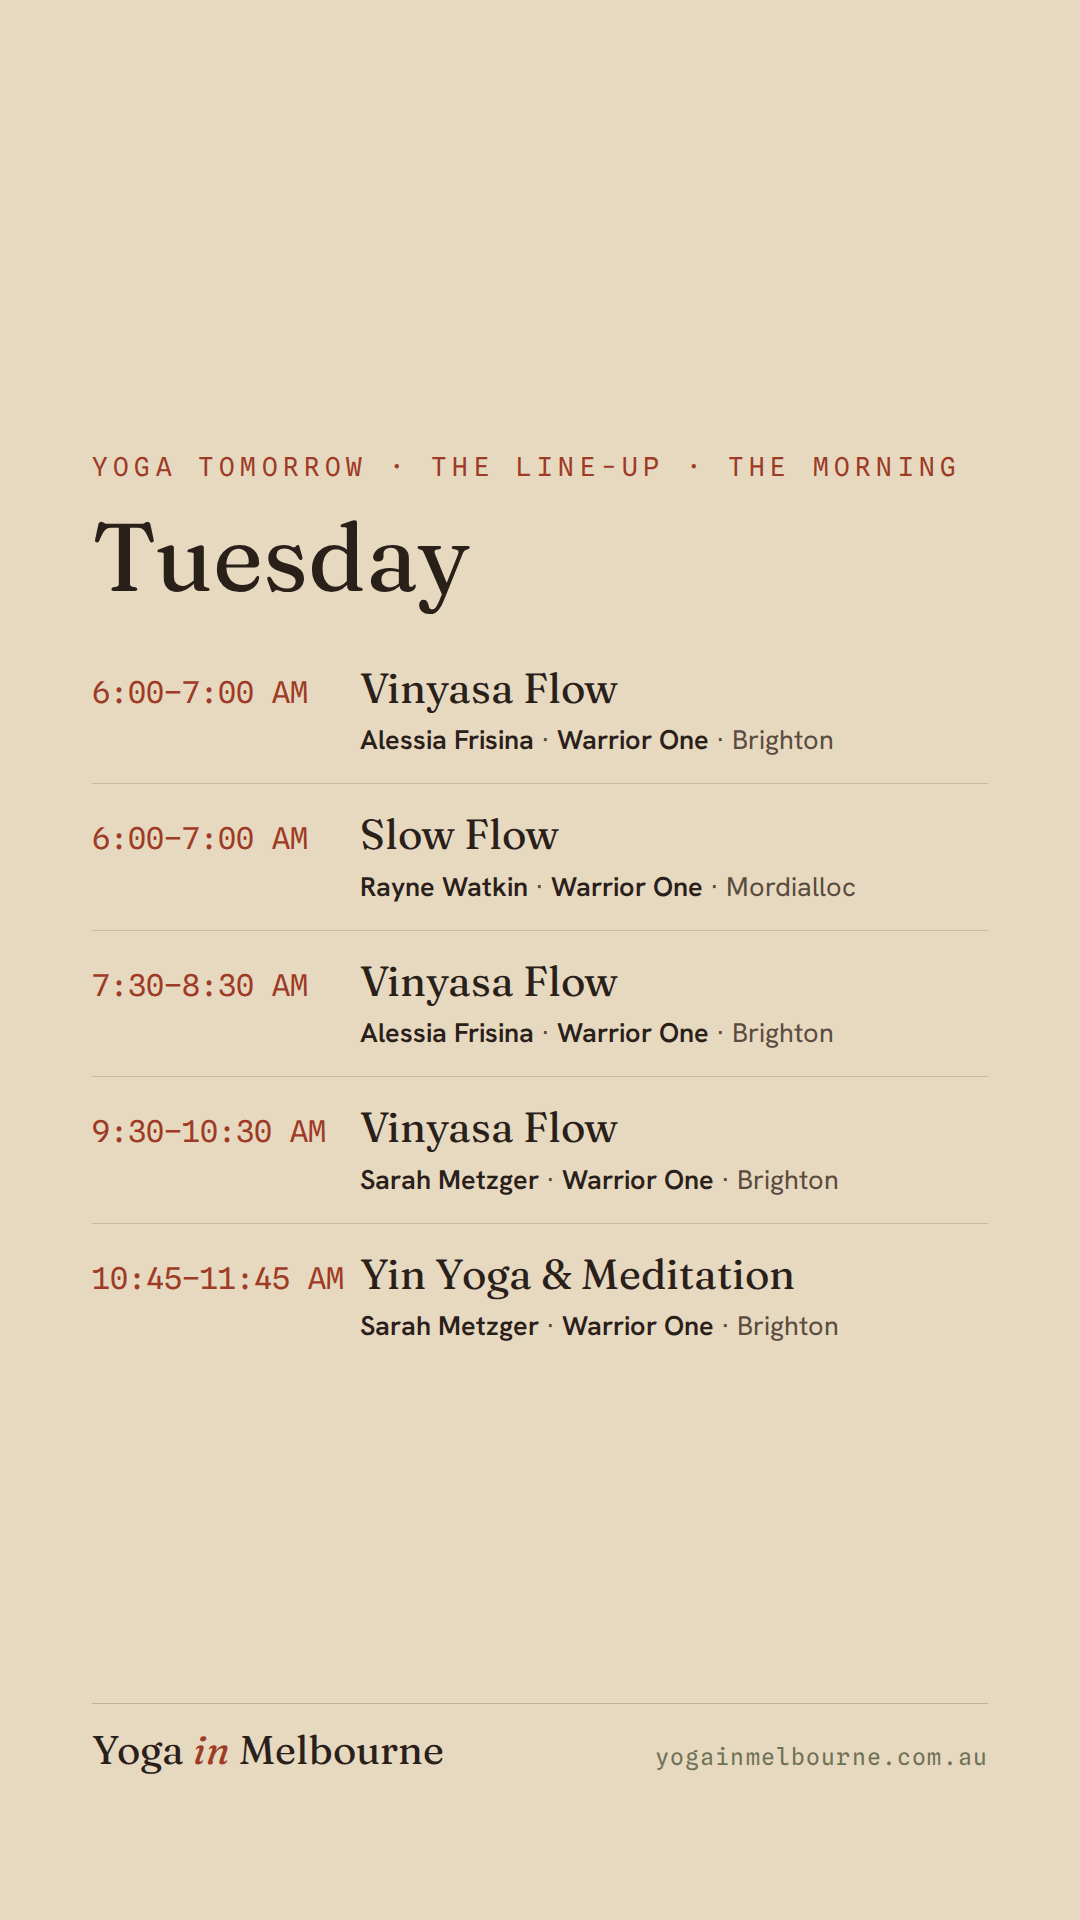 YOGA TOMORROW · THE LINE-UP · THE MORNING
Tuesday
6:00–7:00 AM Vinyasa Flow
Alessia Frisina · Warrior One · Brighton
6:00–7:00 AM Slow Flow
Rayne Watkin · Warrior One · Mordialloc
7:30–8:30 AM Vinyasa Flow
Alessia Frisina · Warrior One · Brighton
9:30–10:30 AM Vinyasa Flow
Sarah Metzger · Warrior One · Brighton
10:45–11:45 AM Yin Yoga & Meditation
Sarah Metzger · Warrior One · Brighton
Yoga in Melbourne
yogainmelbourne.com.au